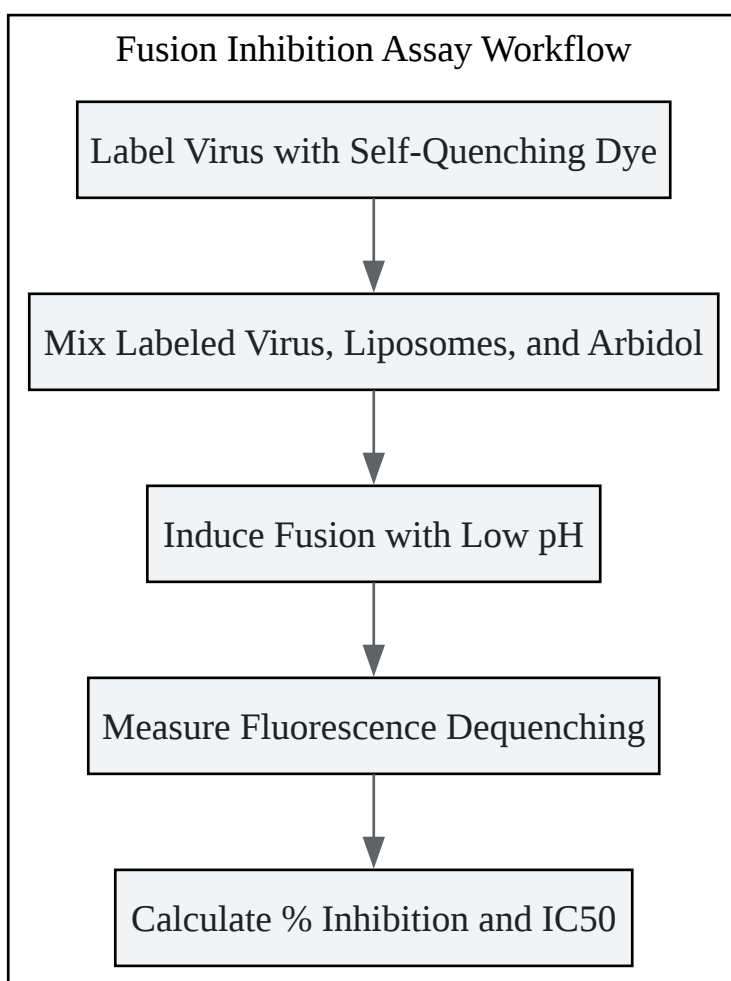 Fusion Inhibition Assay Workflow
Label Virus with Self-Quenching Dye
Mix Labeled Virus, Liposomes, and Arbidol
Induce Fusion with Low pH
Measure Fluorescence Dequenching
Calculate % Inhibition and IC50